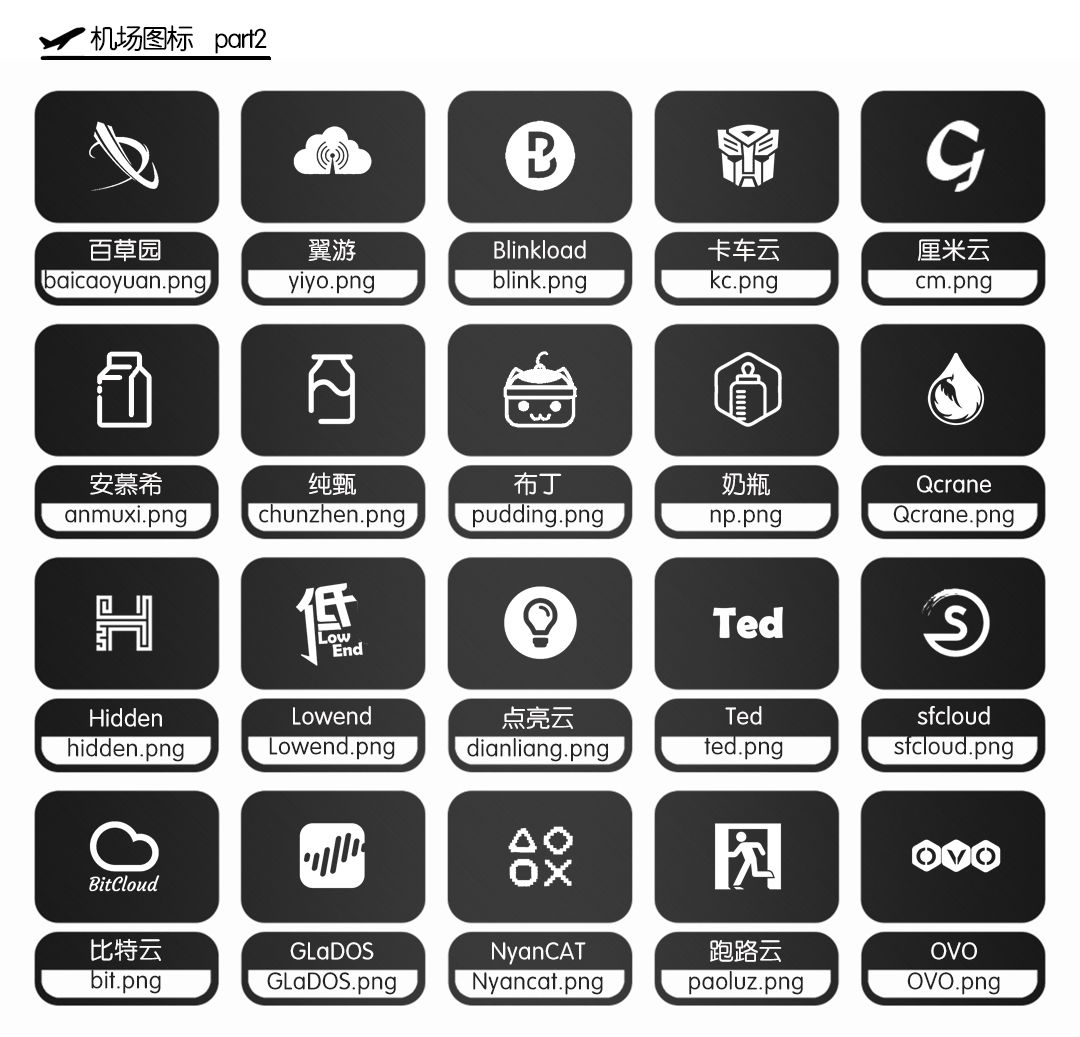 机场图标 part2
百草园 翼游 Blinkload 卡车云 厘米云
baicaoyuan.png yiyo.png blink.png kc.png cm.png
安慕希 纯甄 布丁 奶瓶 Qcrane
anmuxi.png chunzhen.png pudding.png np.png Qcrane.png
低
Low
End
Ted
Hidden Lowend 点亮云 Ted sfcloud
hidden.png Lowend.png dianliang.png ted.png sfcloud.png
BitCloud
OVO
比特云 GLaDOS NyanCAT 跑路云 OVO
bit.png GLaDOS.png Nyancat.png paoluz.png OVO.png